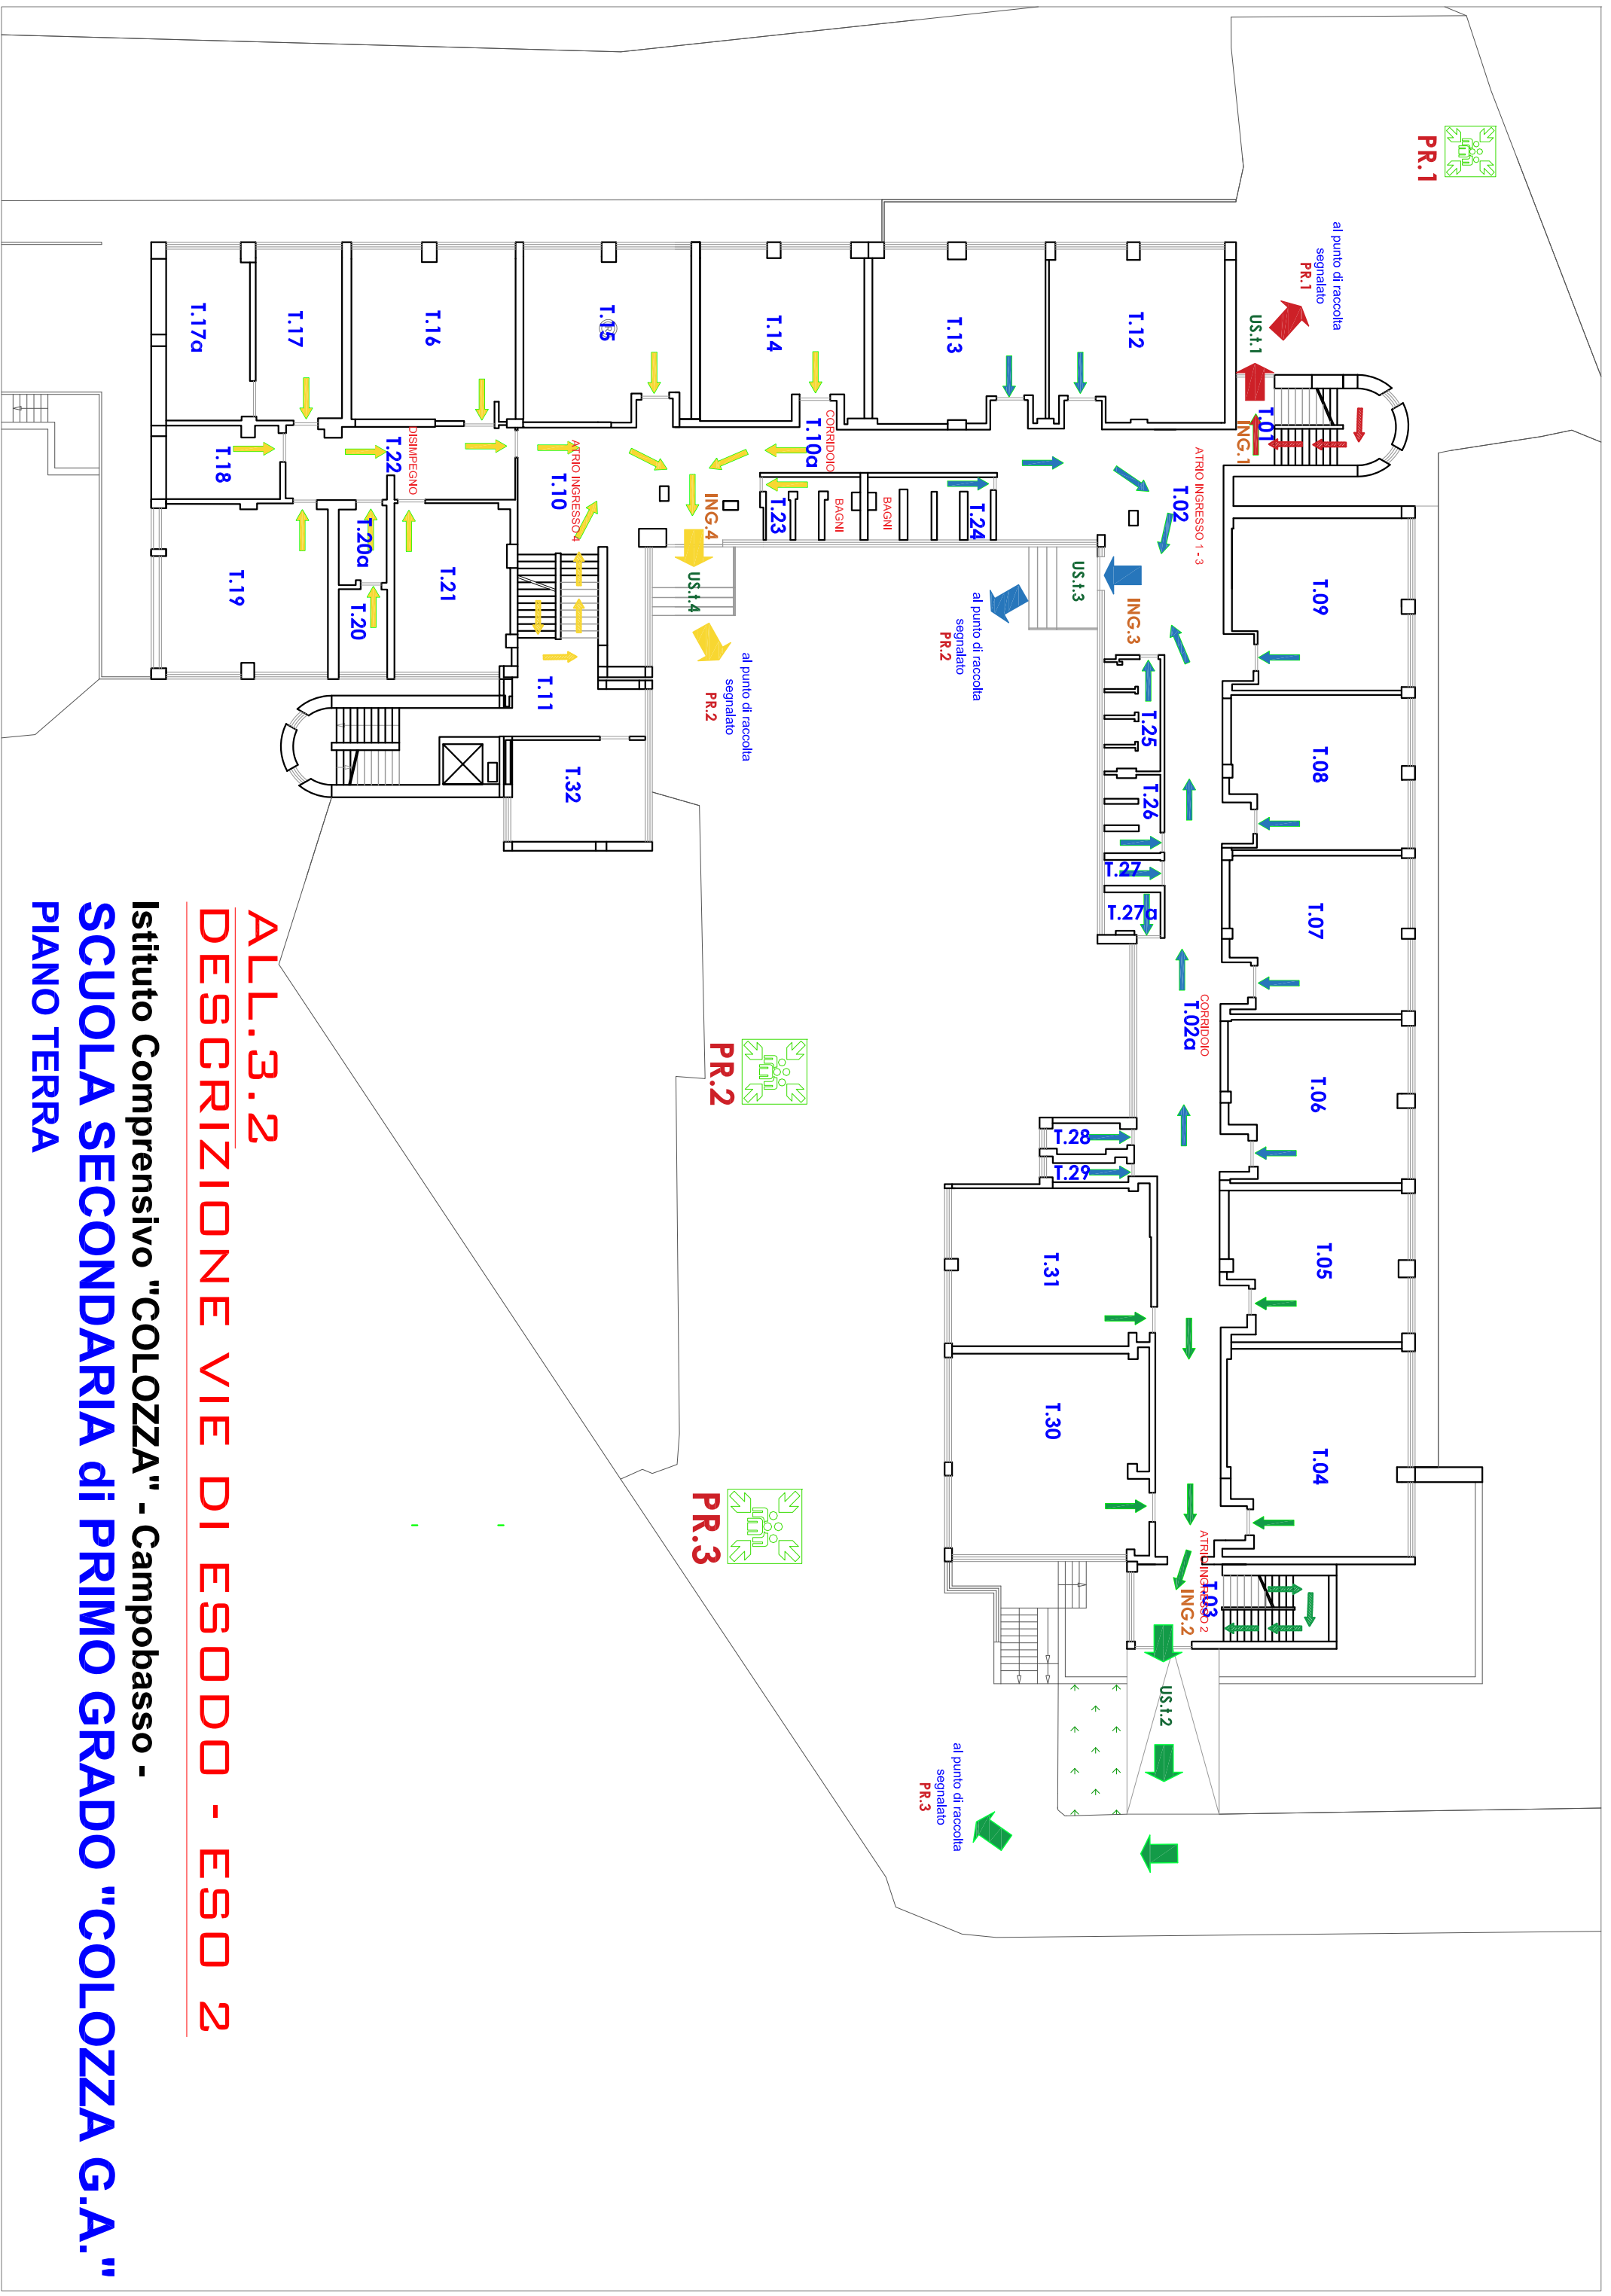 PR.1
al punto di raccolta
segnalato
PR.1
US.t.1
T.01
ING.1
T.12
T.13
T.14
T.15
T.16
T.17
T.17a
ATRIO INGRESSO 1 - 3
T.02
CORRIDOIO
T.10a
ATRIO INGRESSO 4
T.10
DISIMPEGNO
T.22
T.18
BAGNI
BAGNI
T.24
T.23
ING.4
US.t.4
US.t.3
ING.3
T.09
T.21
T.20a
T.20
T.19
al punto di raccolta
segnalato
PR.2
al punto di raccolta
segnalato
PR.2
T.11
T.32
T.25
T.26
T.27
T.27a
T.08
T.07
CORRIDOIO
T.02a
T.06
T.05
T.04
T.28
T.29
T.31
T.30
PR.2
PR.3
ATRIO INGRESSO 2
T.03
ING.2
US.t.2
al punto di raccolta
segnalato
PR.3
ALL.3.2
DESCRIZIONE VIE DI ESODO - ESO 2
Istituto Comprensivo "COLOZZA" - Campobasso -
SCUOLA SECONDARIA di PRIMO GRADO "COLOZZA G.A."
PIANO TERRA